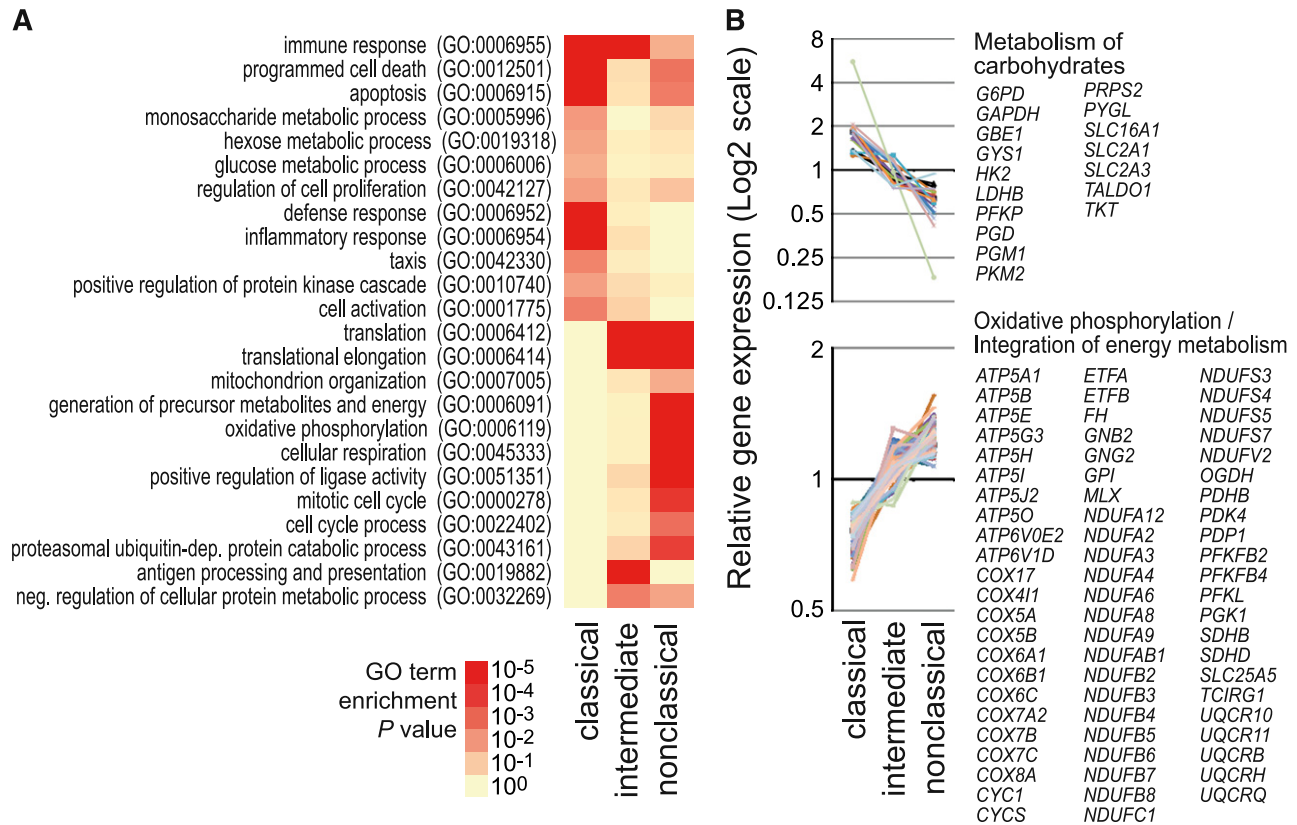 A
immune response (GO:0006955)
programmed cell death (GO:0012501)
apoptosis (GO:0006915)
monosaccharide metabolic process (GO:0005996)
hexose metabolic process (GO:0019318)
glucose metabolic process (GO:0006006)
regulation of cell proliferation (GO:0042127)
defense response (GO:0006952)
inflammatory response (GO:0006954)
taxis (GO:0042330)
positive regulation of protein kinase cascade (GO:0010740)
cell activation (GO:0001775)
translation (GO:0006412)
translational elongation (GO:0006414)
mitochondrion organization (GO:0007005)
generation of precursor metabolites and energy (GO:0006091)
oxidative phosphorylation (GO:0006119)
cellular respiration (GO:0045333)
positive regulation of ligase activity (GO:0051351)
mitotic cell cycle (GO:0000278)
cell cycle process (GO:0022402)
proteasomal ubiquitin-dep. protein catabolic process (GO:0043161)
antigen processing and presentation (GO:0019882)
neg. regulation of cellular protein metabolic process (GO:0032269)
classical
intermediate
nonclassical
GO term
enrichment
P value
10-5
10-4
10-3
10-2
10-1
100
B
Relative gene expression (Log2 scale)
8
4
2
1
0.5
0.25
0.125
Metabolism of
carbohydrates
G6PD
GAPDH
GBE1
GYS1
HK2
LDHB
PFKP
PGD
PGM1
PKM2
PRPS2
PYGL
SLC16A1
SLC2A1
SLC2A3
TALDO1
TKT
2
1
0.5
classical
intermediate
nonclassical
Oxidative phosphorylation /
Integration of energy metabolism
ATP5A1
ATP5B
ATP5E
ATP5G3
ATP5H
ATP5I
ATP5J2
ATP5O
ATP6V0E2
ATP6V1D
COX17
COX4I1
COX5A
COX5B
COX6A1
COX6B1
COX6C
COX7A2
COX7B
COX7C
COX8A
CYC1
CYCS
ETFA
ETFB
FH
GNB2
GNG2
GPI
MLX
NDUFA12
NDUFA2
NDUFA3
NDUFA4
NDUFA6
NDUFA8
NDUFA9
NDUFAB1
NDUFB2
NDUFB3
NDUFB4
NDUFB5
NDUFB6
NDUFB7
NDUFB8
NDUFC1
NDUFS3
NDUFS4
NDUFS5
NDUFS7
NDUFV2
OGDH
PDHB
PDK4
PDP1
PFKFB2
PFKFB4
PFKL
PGK1
SDHB
SDHD
SLC25A5
TCIRG1
UQCR10
UQCR11
UQCRB
UQCRH
UQCRQ